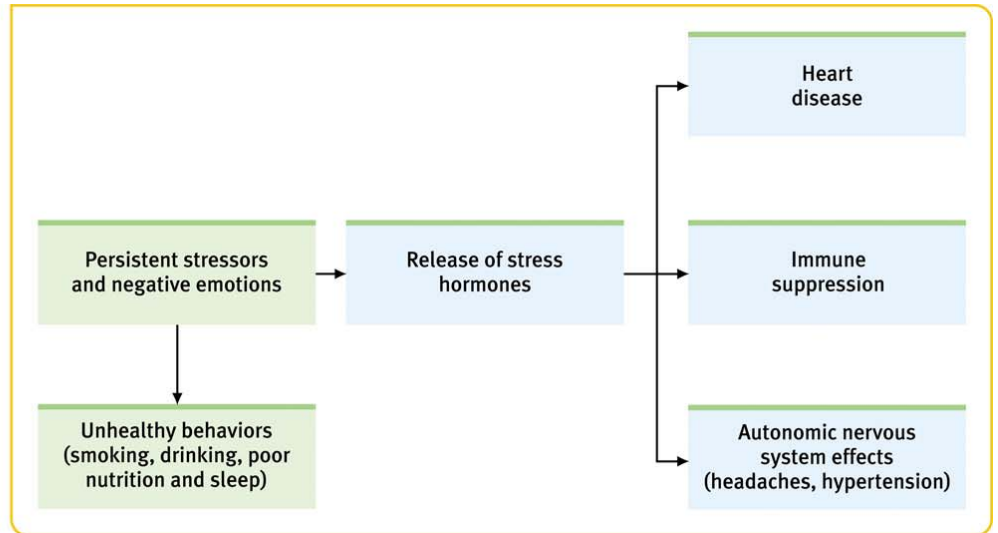 Heart
disease
Persistent stressors
and negative emotions
Release of stress
hormones
Immune
suppression
Unhealthy behaviors
(smoking, drinking, poor
nutrition and sleep)
Autonomic nervous
system effects
(headaches, hypertension)